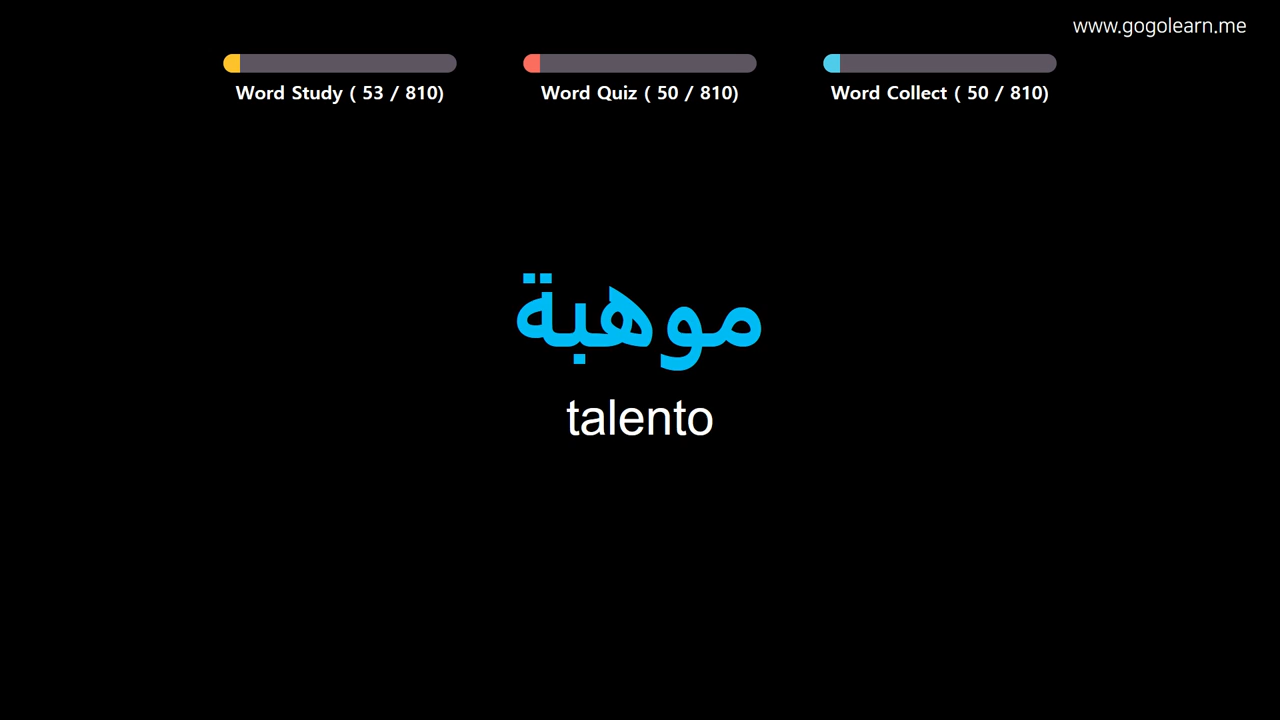 www.gogolearn.me
Word Study ( 53 / 810)
Word Quiz ( 50 / 810)
Word Collect ( 50 / 810)
موهبة
talento